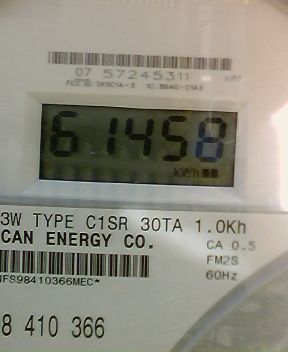 07 57245311
61458
kWh
3W TYPE C1SR 30TA 1.0Kh
CAN ENERGY CO.
CA 0.5
FM2S
60Hz
NFS98410366MEC*
8 410 366